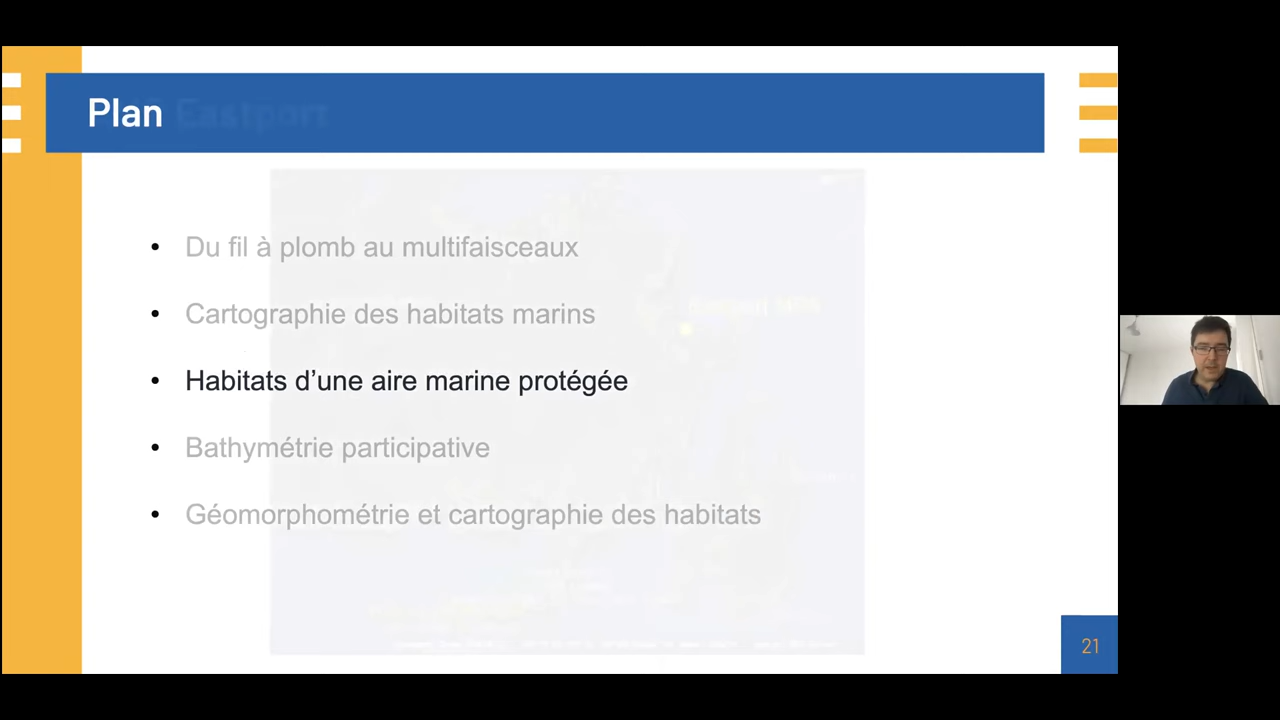 Plan Eastport
• Du fil à plomb au multifaisceaux
• Cartographie des habitats marins
• Habitats d'une aire marine protégée
• Bathymétrie participative
• Géomorphométrie et cartographie des habitats
21